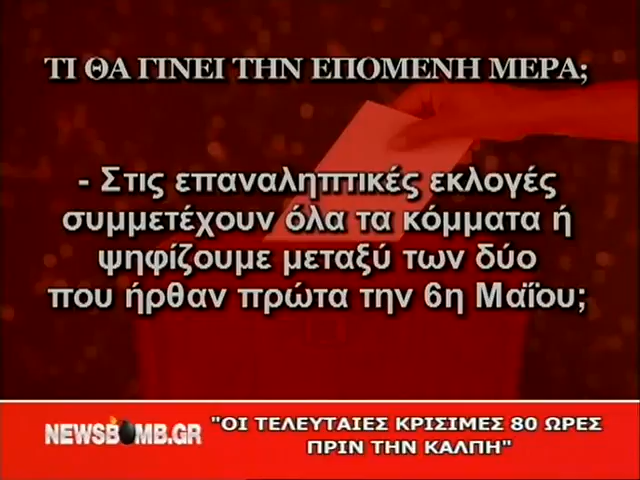 ΤΙ ΘΑ ΓΙΝΕΙ ΤΗΝ ΕΠΟΜΕΝΗ ΜΕΡΑ;
- Στις επαναληπτικές εκλογές
συμμετέχουν όλα τα κόμματα ή
ψηφίζουμε μεταξύ των δύο
που ήρθαν πρώτα την 6η Μαΐου;
NEWSBOMB.GR
"ΟΙ ΤΕΛΕΥΤΑΙΕΣ ΚΡΙΣΙΜΕΣ 80 ΩΡΕΣ
ΠΡΙΝ ΤΗΝ ΚΑΛΠΗ"